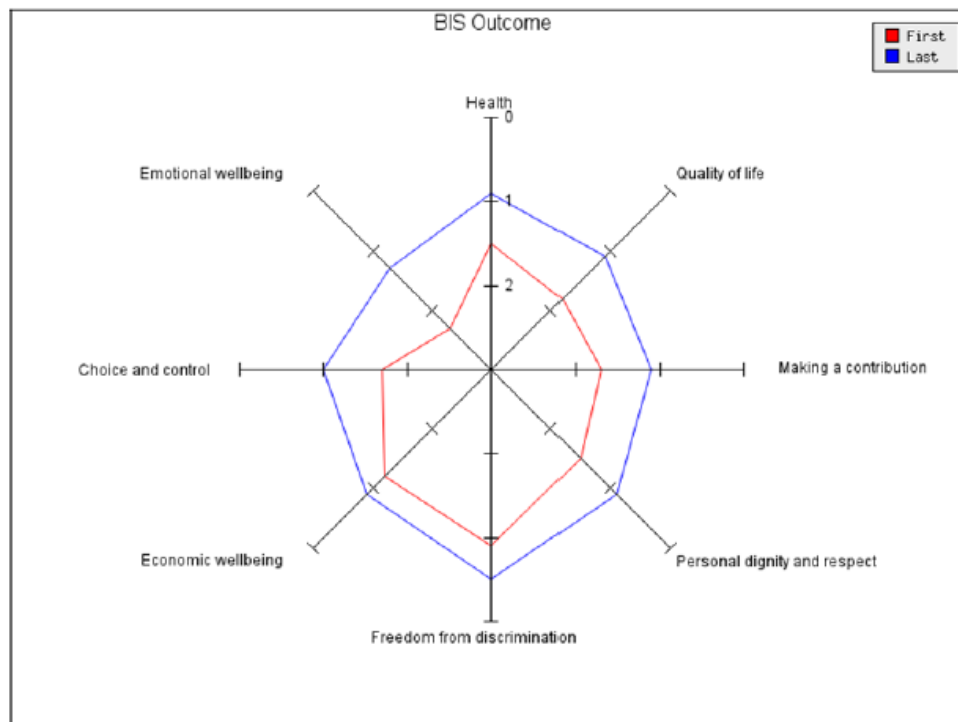 BIS Outcome
First
Last
Health
0
Emotional wellbeing
Quality of life
1
2
Choice and control
Making a contribution
Economic wellbeing
Personal dignity and respect
Freedom from discrimination